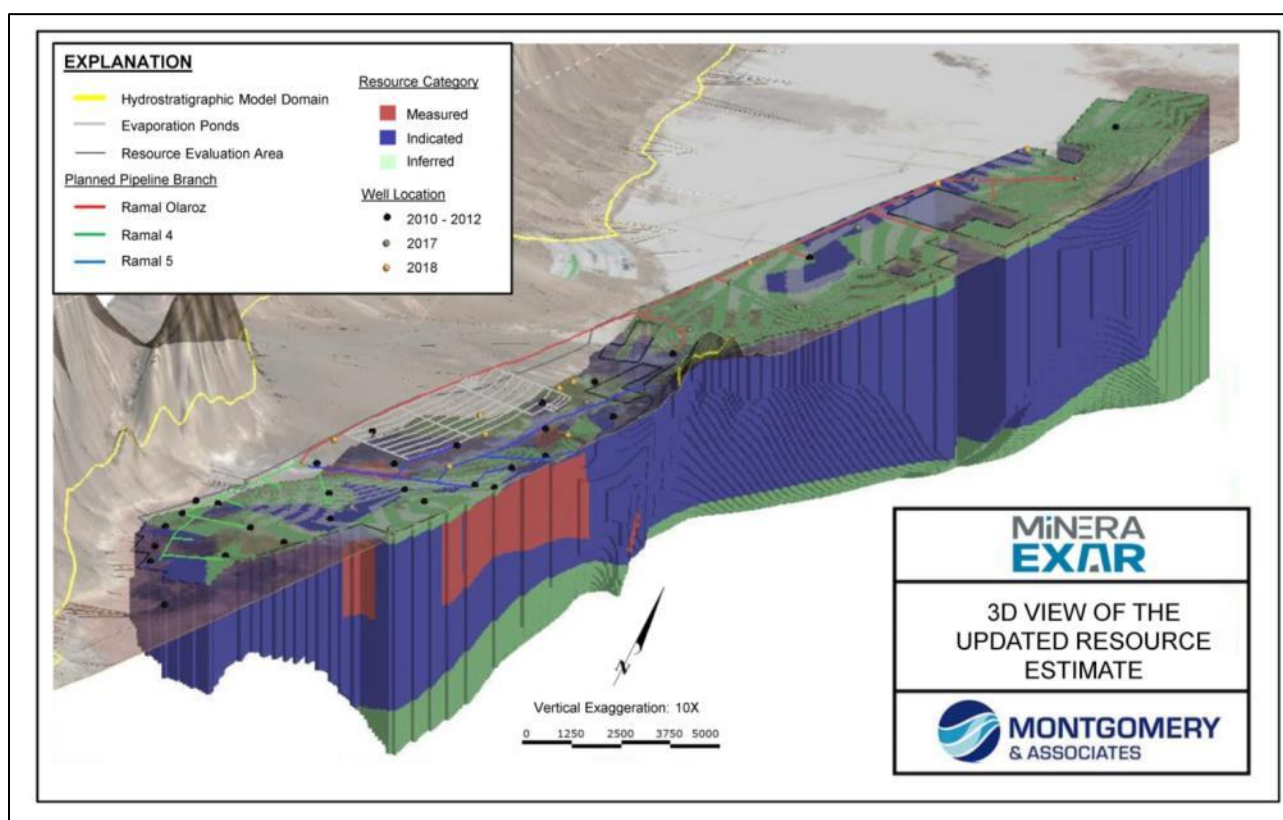 EXPLANATION
Hydrostratigraphic Model Domain
Evaporation Ponds
Resource Evaluation Area
Planned Pipeline Branch
Ramal Olaroz
Ramal 4
Ramal 5
Resource Category
Measured
Indicated
Inferred
Well Location
2010 - 2012
2017
2018
N
Vertical Exaggeration: 10X
0 1250 2500 3750 5000
MINERA
EXAR
3D VIEW OF THE
UPDATED RESOURCE
ESTIMATE
MONTGOMERY
& ASSOCIATES